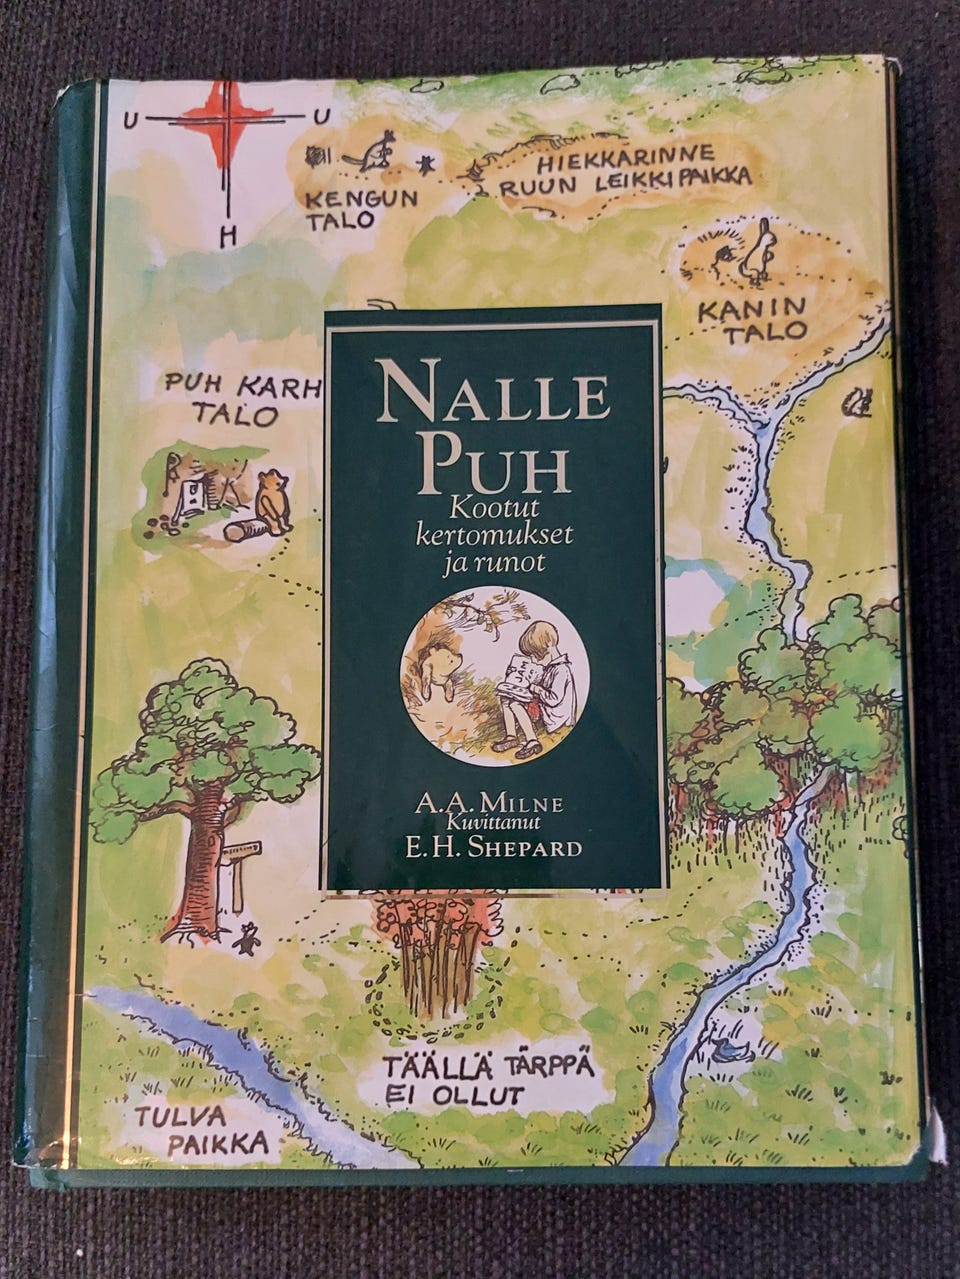 U U
H
KENGUN
TALO
HIEKKARINNE
RUUN LEIKKIPAIKKA
KANIN
TALO
PUH KARH
TALO
NALLE
PUH
Kootut
kertomukset
ja runot
A.A. MILNE
Kuvittanut
E.H. SHEPARD
TÄÄLLÄ TÄRPPÄ
EI OLLUT
TULVA
PAIKKA